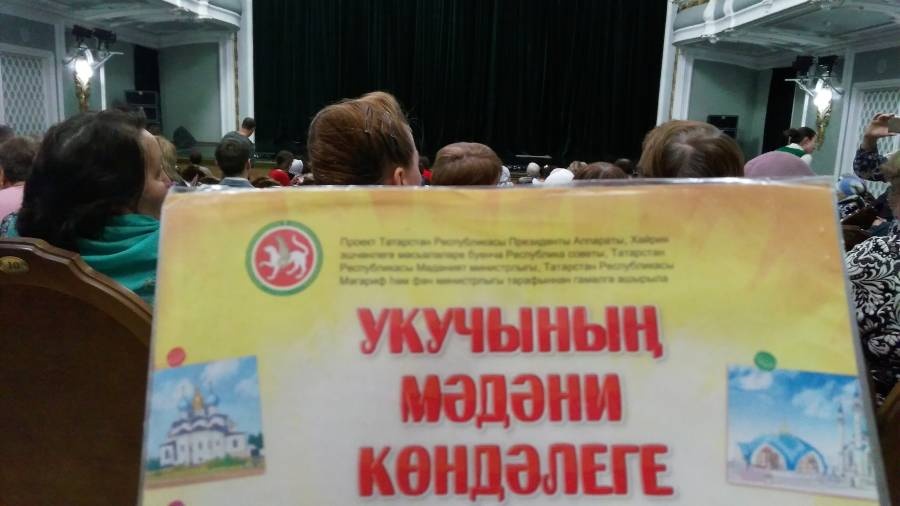 Проект Татарстан Республикасы Президенты Аппараты, Хәйрия
эшчәнлеге мәсьәләләре буенча Республика советы, Татарстан
Республикасы Мәдәният министрлыгы, Татарстан Республикасы
Мәгариф һәм фән министрлыгы тарафыннан гамәлгә ашырыла
УКУЧЫНЫҢ
МӘДӘНИ
КӨНДӘЛЕГЕ